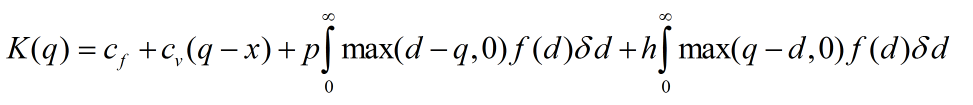 K(q) = c_f + c_v(q − x) + p∫_0^∞ max(d − q,0) f(d)δd + h∫_0^∞ max(q − d,0) f(d)δd